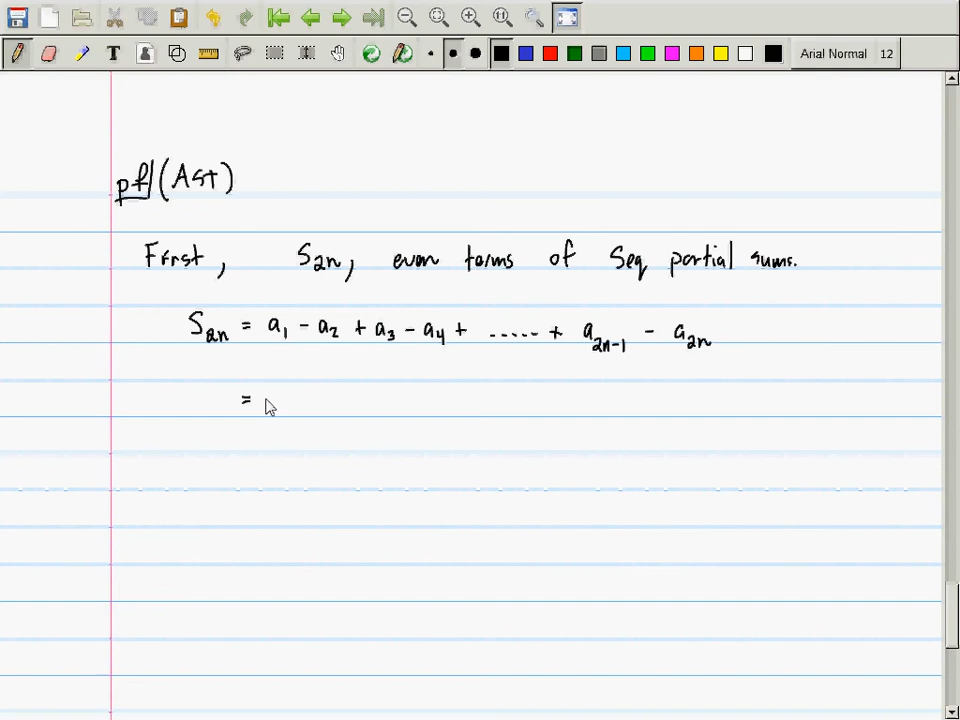 Arial Normal 12
pf (AST)
First, S2n, even terms of Seq partial sums.
S2n = a1 - a2 + a3 - a4 + ...... + a2n-1 - a2n
=